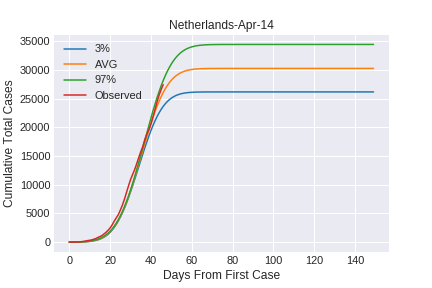 Netherlands-Apr-14
35000
30000
25000
20000
15000
10000
5000
0
3%
AVG
97%
Observed
0 20 40 60 80 100 120 140
Days From First Case
Cumulative Total Cases